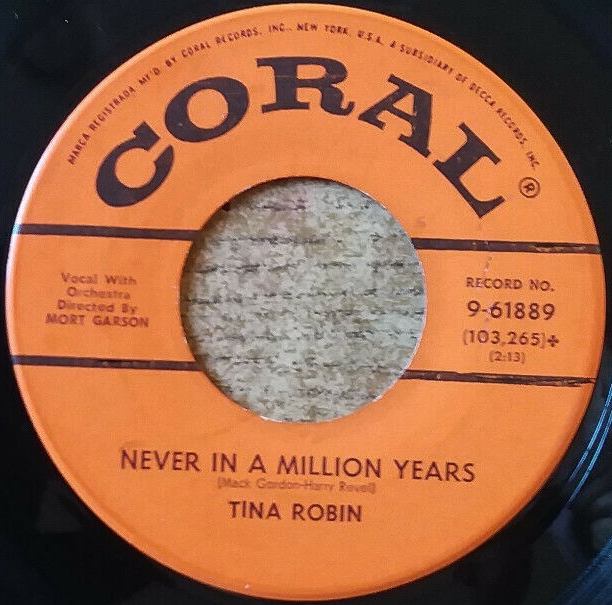 MARCA REGISTRADA MF'D. BY CORAL RECORDS, INC., NEW YORK, U.S.A. A SUBSIDIARY OF DECCA RECORDS, INC.
CORAL®
Vocal With
Orchestra
Directed By
MORT GARSON
RECORD NO.
9-61889
(103,265)✢
(2:13)
NEVER IN A MILLION YEARS
(Mack Gordon-Harry Revel)
TINA ROBIN